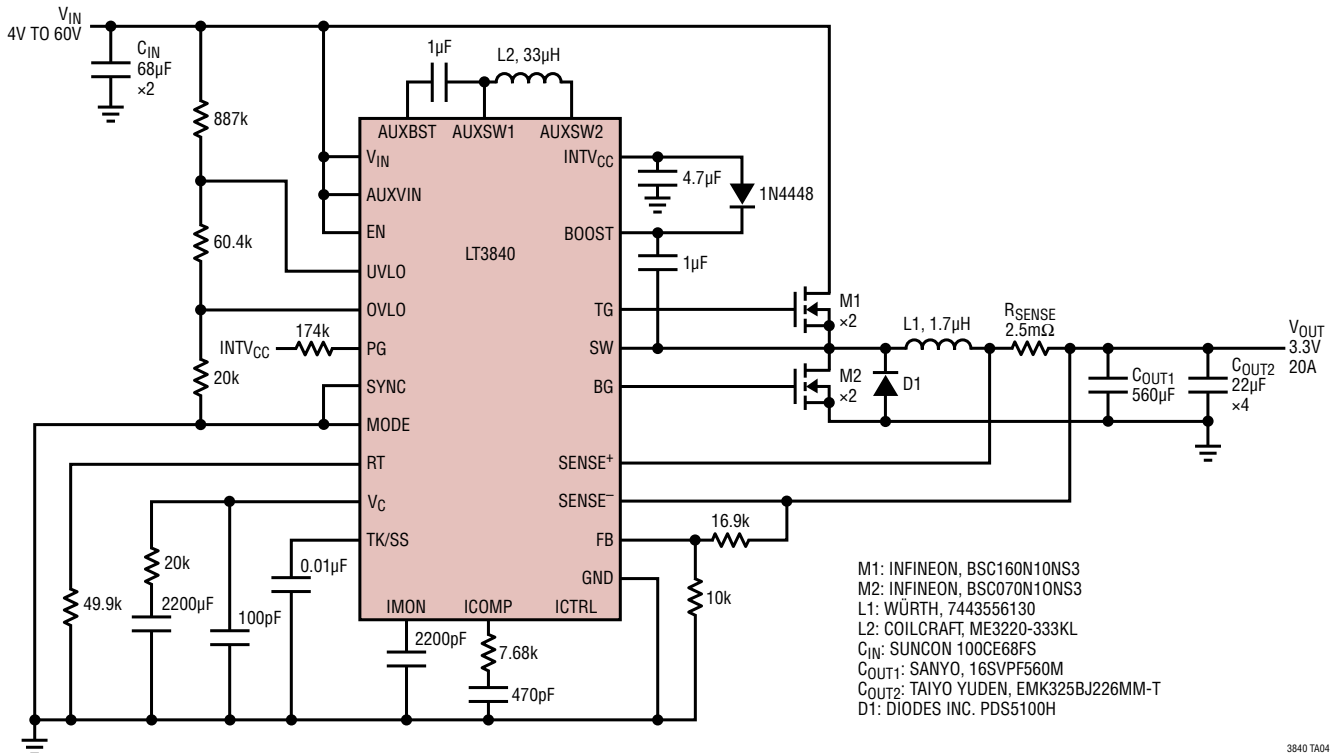 VIN
4V TO 60V
CIN
68µF
×2
1µF
L2, 33µH
887k
60.4k
20k
INTVCC
174k
AUXBST
AUXSW1
AUXSW2
VIN
AUXVIN
EN
UVLO
OVLO
PG
SYNC
MODE
RT
VC
TK/SS
IMON
ICOMP
ICTRL
LT3840
INTVCC
BOOST
TG
SW
BG
SENSE+
SENSE–
FB
GND
4.7µF
1N4448
1µF
M1
×2
M2
×2
D1
L1, 1.7µH
RSENSE
2.5mΩ
VOUT
3.3V
20A
COUT1
560µF
COUT2
22µF
×4
16.9k
10k
49.9k
20k
2200µF
100pF
0.01µF
2200pF
7.68k
470pF
M1: INFINEON, BSC160N10NS3
M2: INFINEON, BSC070N10NS3
L1: WÜRTH, 7443556130
L2: COILCRAFT, ME3220-333KL
CIN: SUNCON 100CE68FS
COUT1: SANYO, 16SVPF560M
COUT2: TAIYO YUDEN, EMK325BJ226MM-T
D1: DIODES INC. PDS5100H
3840 TA04